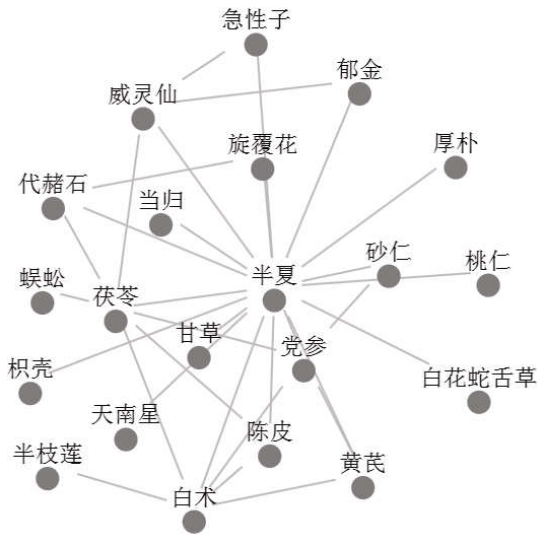 急性子
郁金
威灵仙
旋覆花
厚朴
代赭石
当归
砂仁
半夏
桃仁
蜈蚣
茯苓
甘草
党参
枳壳
白花蛇舌草
天南星
陈皮
半枝莲
黄芪
白术